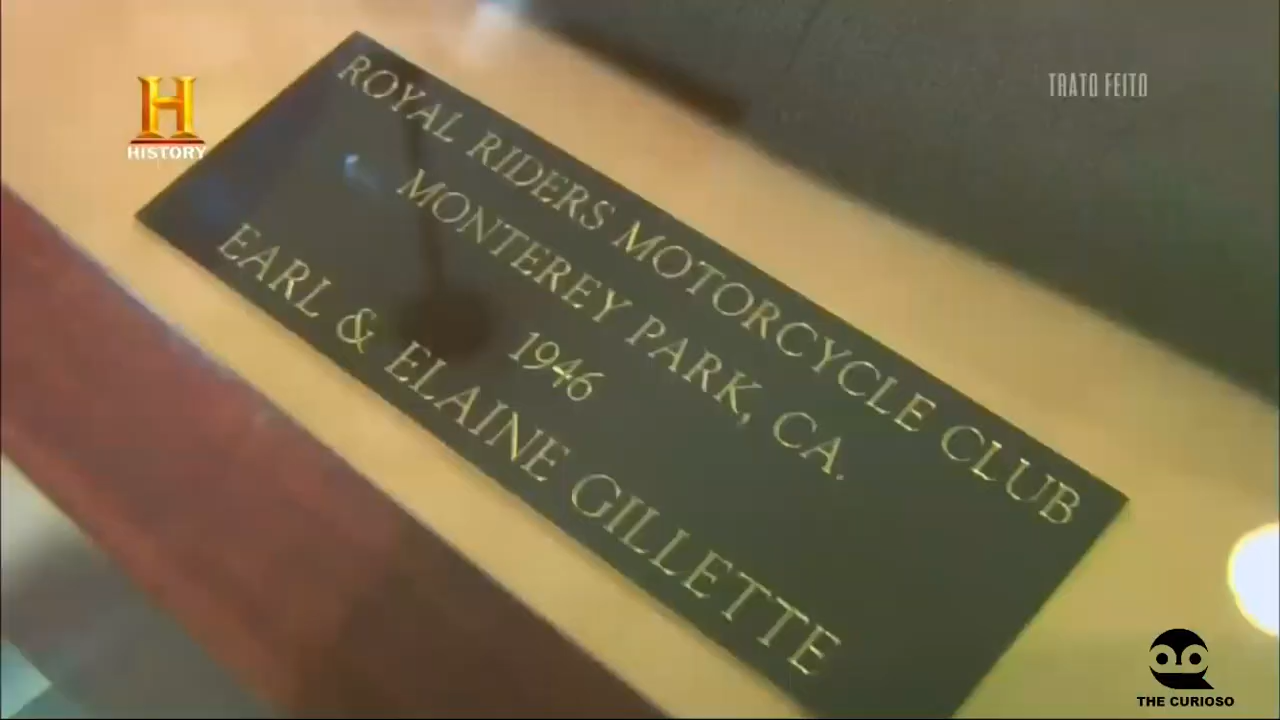 H
HISTORY
TRATO FEITO
ROYAL RIDERS MOTORCYCLE CLUB
MONTEREY PARK, CA.
1946
EARL & ELAINE GILLETTE
THE CURIOSO